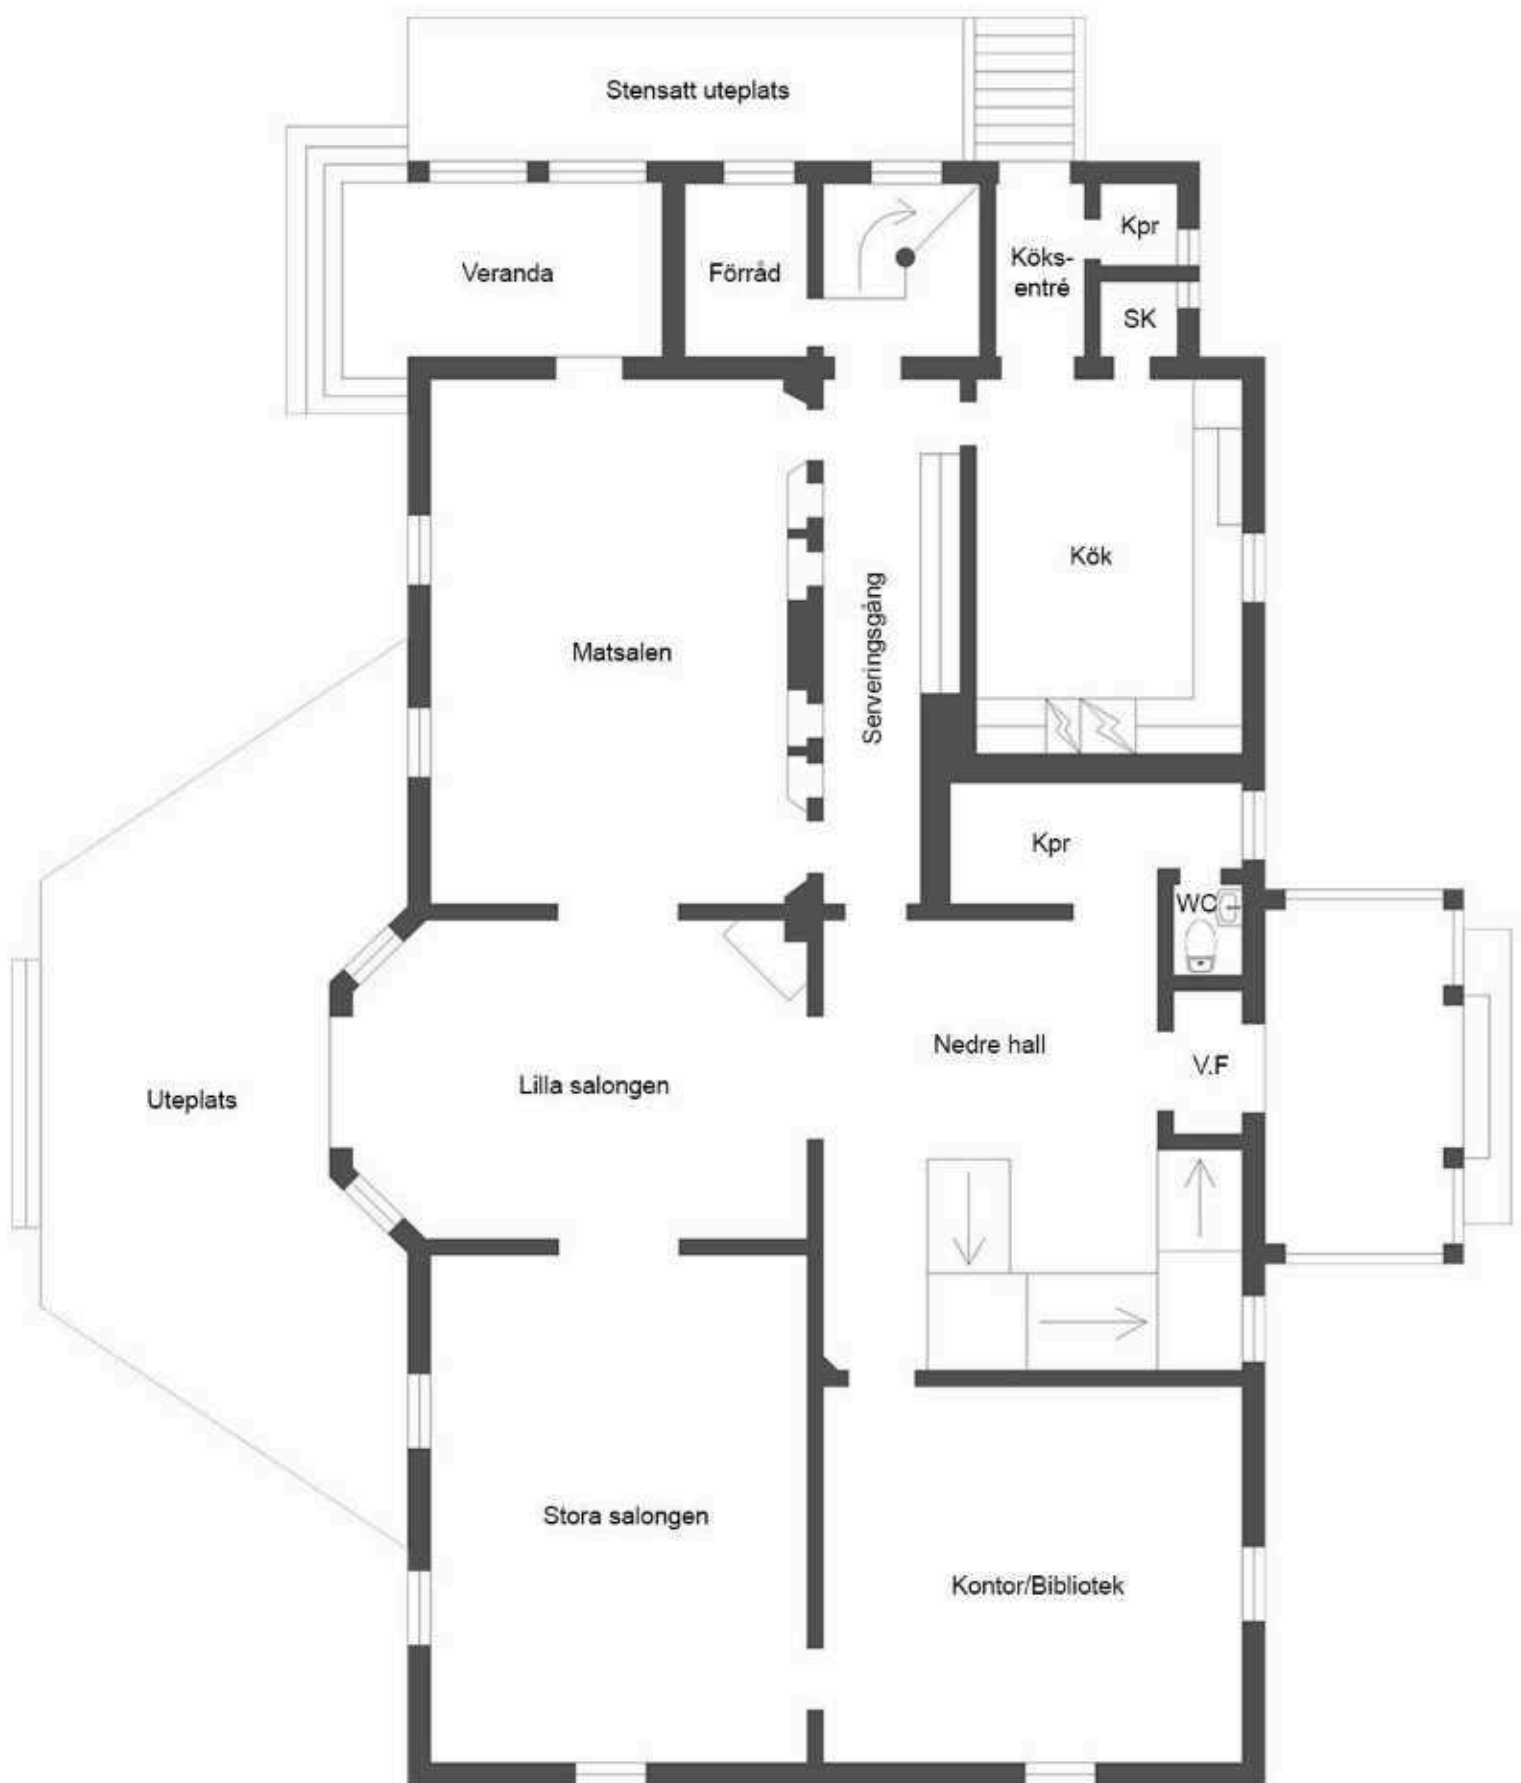 Stensatt uteplats
Kpr
Köks-
entré
Veranda
Förråd
SK
Kök
Serveringsgång
Matsalen
Kpr
WC
Nedre hall
V.F
Lilla salongen
Uteplats
Stora salongen
Kontor/Bibliotek